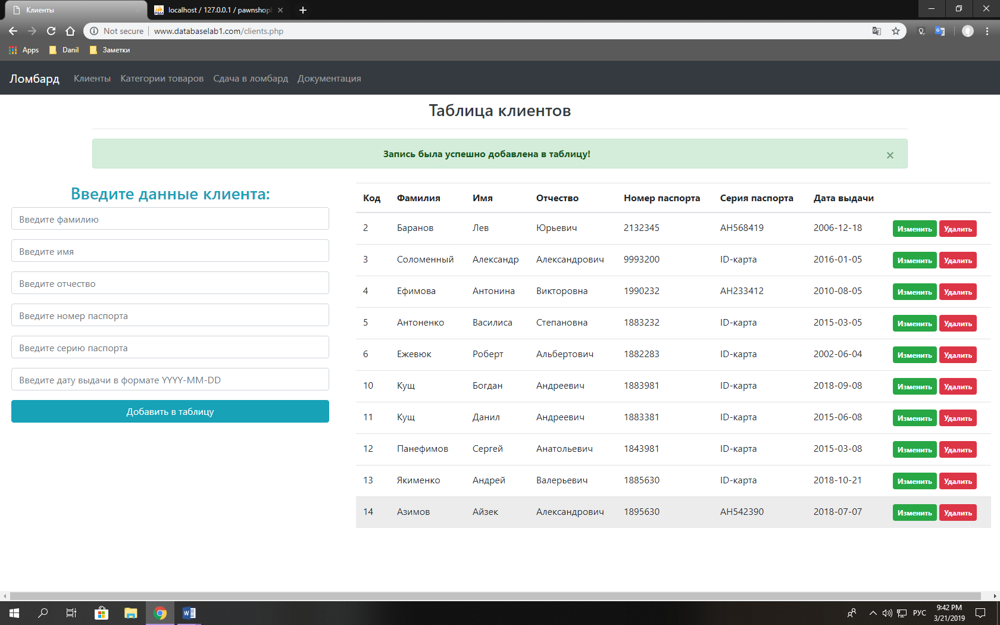 Клиенты
localhost / 127.0.0.1 / pawnshop
Not secure www.databaselab1.com/clients.php
Apps Danil Заметки
Ломбард Клиенты Категории товаров Сдача в ломбард Документация
Таблица клиентов
Запись была успешно добавлена в таблицу! ×
Введите данные клиента:
Введите фамилию
Введите имя
Введите отчество
Введите номер паспорта
Введите серию паспорта
Введите дату выдачи в формате YYYY-MM-DD
Добавить в таблицу
Код Фамилия Имя Отчество Номер паспорта Серия паспорта Дата выдачи
2 Баранов Лев Юрьевич 2132345 АН568419 2006-12-18 Изменить Удалить
3 Соломенный Александр Александрович 9993200 ID-карта 2016-01-05 Изменить Удалить
4 Ефимова Антонина Викторовна 1990232 АН233412 2010-08-05 Изменить Удалить
5 Антоненко Василиса Степановна 1883232 ID-карта 2015-03-05 Изменить Удалить
6 Ежевюк Роберт Альбертович 1882283 ID-карта 2002-06-04 Изменить Удалить
10 Кущ Богдан Андреевич 1883981 ID-карта 2018-09-08 Изменить Удалить
11 Кущ Данил Андреевич 1883381 ID-карта 2015-06-08 Изменить Удалить
12 Панефимов Сергей Анатольевич 1843981 ID-карта 2015-03-08 Изменить Удалить
13 Якименко Андрей Валерьевич 1885630 ID-карта 2018-10-21 Изменить Удалить
14 Азимов Айзек Александрович 1895630 АН542390 2018-07-07 Изменить Удалить
РУС
9:42 PM
3/21/2019